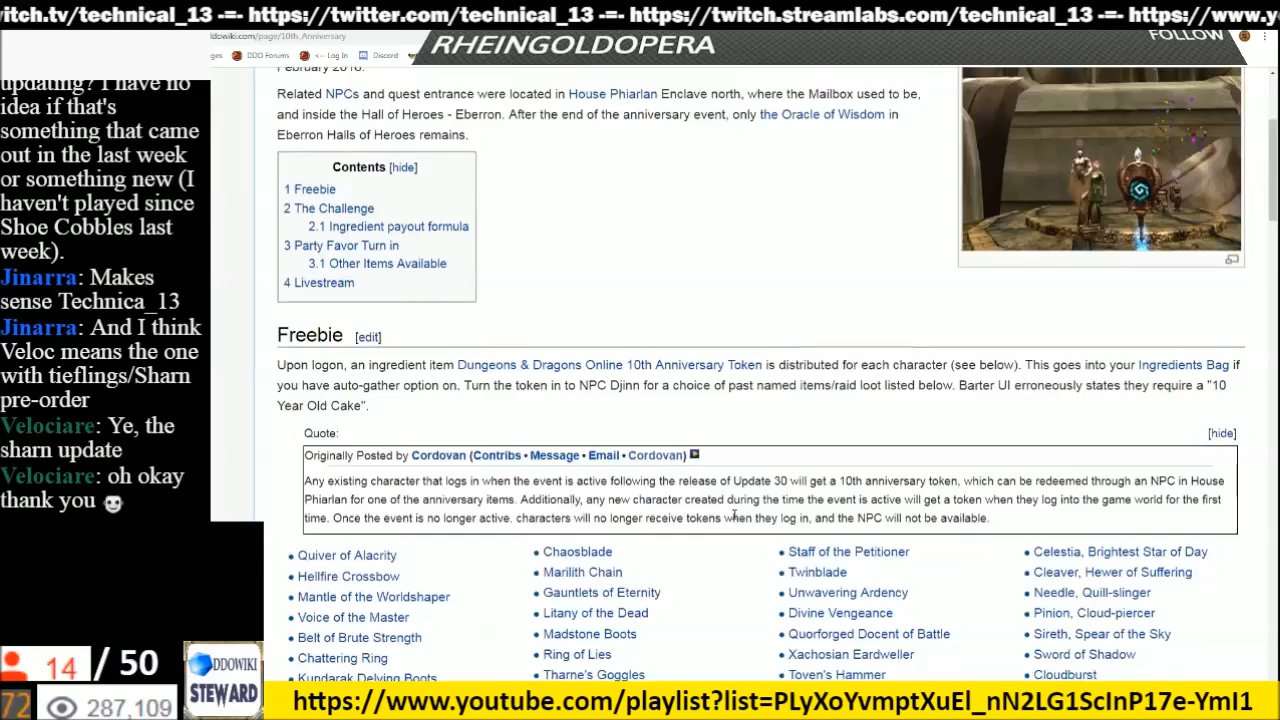 witch.tv/technical_13 -=- https://twitter.com/technical_13 -=- https://twitch.streamlabs.com/technical_13 -=- https://www.y
RHEINGOLDOPERA
FOLLOW
ddowiki.com/page/10th_Anniversary
ges DDO Forums <-- Log In Discord
updating? I have no
idea if that's
something that came
out in the last week
or something new (I
haven't played since
Shoe Cobbles last
week).
Jinarra: Makes
sense Technica_13
Jinarra: And I think
Veloc means the one
with tieflings/Sharn
pre-order
Velociare: Ye, the
sharn update
Velociare: oh okay
thank you
14 / 50
72 287,109
DDOWIKI
STEWARD
February 2016.
Related NPCs and quest entrance were located in House Phiarlan Enclave north, where the Mailbox used to be,
and inside the Hall of Heroes - Eberron. After the end of the anniversary event, only the Oracle of Wisdom in
Eberron Halls of Heroes remains.
Contents [hide]
1 Freebie
2 The Challenge
2.1 Ingredient payout formula
3 Party Favor Turn in
3.1 Other Items Available
4 Livestream
Freebie [edit]
Upon logon, an ingredient item Dungeons & Dragons Online 10th Anniversary Token is distributed for each character (see below). This goes into your Ingredients Bag if
you have auto-gather option on. Turn the token in to NPC Djinn for a choice of past named items/raid loot listed below. Barter UI erroneously states they require a "10
Year Old Cake".
Quote: [hide]
Originally Posted by Cordovan (Contribs • Message • Email • Cordovan)
Any existing character that logs in when the event is active following the release of Update 30 will get a 10th anniversary token, which can be redeemed through an NPC in House
Phiarlan for one of the anniversary items. Additionally, any new character created during the time the event is active will get a token when they log into the game world for the first
time. Once the event is no longer active, characters will no longer receive tokens when they log in, and the NPC will not be available.
• Quiver of Alacrity
• Hellfire Crossbow
• Mantle of the Worldshaper
• Voice of the Master
• Belt of Brute Strength
• Chattering Ring
• Kundarak Delving Boots
• Chaosblade
• Marilith Chain
• Gauntlets of Eternity
• Litany of the Dead
• Madstone Boots
• Ring of Lies
• Tharne's Goggles
• Staff of the Petitioner
• Twinblade
• Unwavering Ardency
• Divine Vengeance
• Quorforged Docent of Battle
• Xachosian Eardweller
• Toven's Hammer
• Celestia, Brightest Star of Day
• Cleaver, Hewer of Suffering
• Needle, Quill-slinger
• Pinion, Cloud-piercer
• Sireth, Spear of the Sky
• Sword of Shadow
• Cloudburst
https://www.youtube.com/playlist?list=PLyXoYvmptXuEl_nN2LG1ScInP17e-YmI1